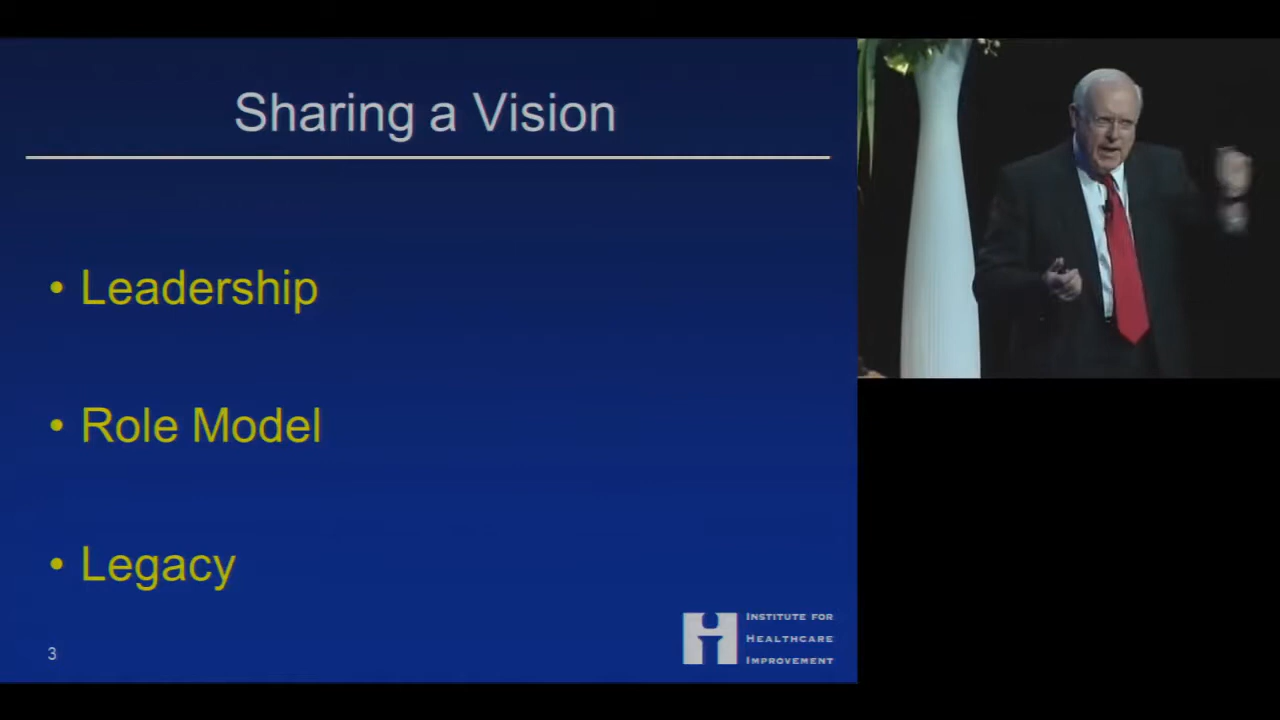 Sharing a Vision
• Leadership
• Role Model
• Legacy
3
INSTITUTE FOR
HEALTHCARE
IMPROVEMENT